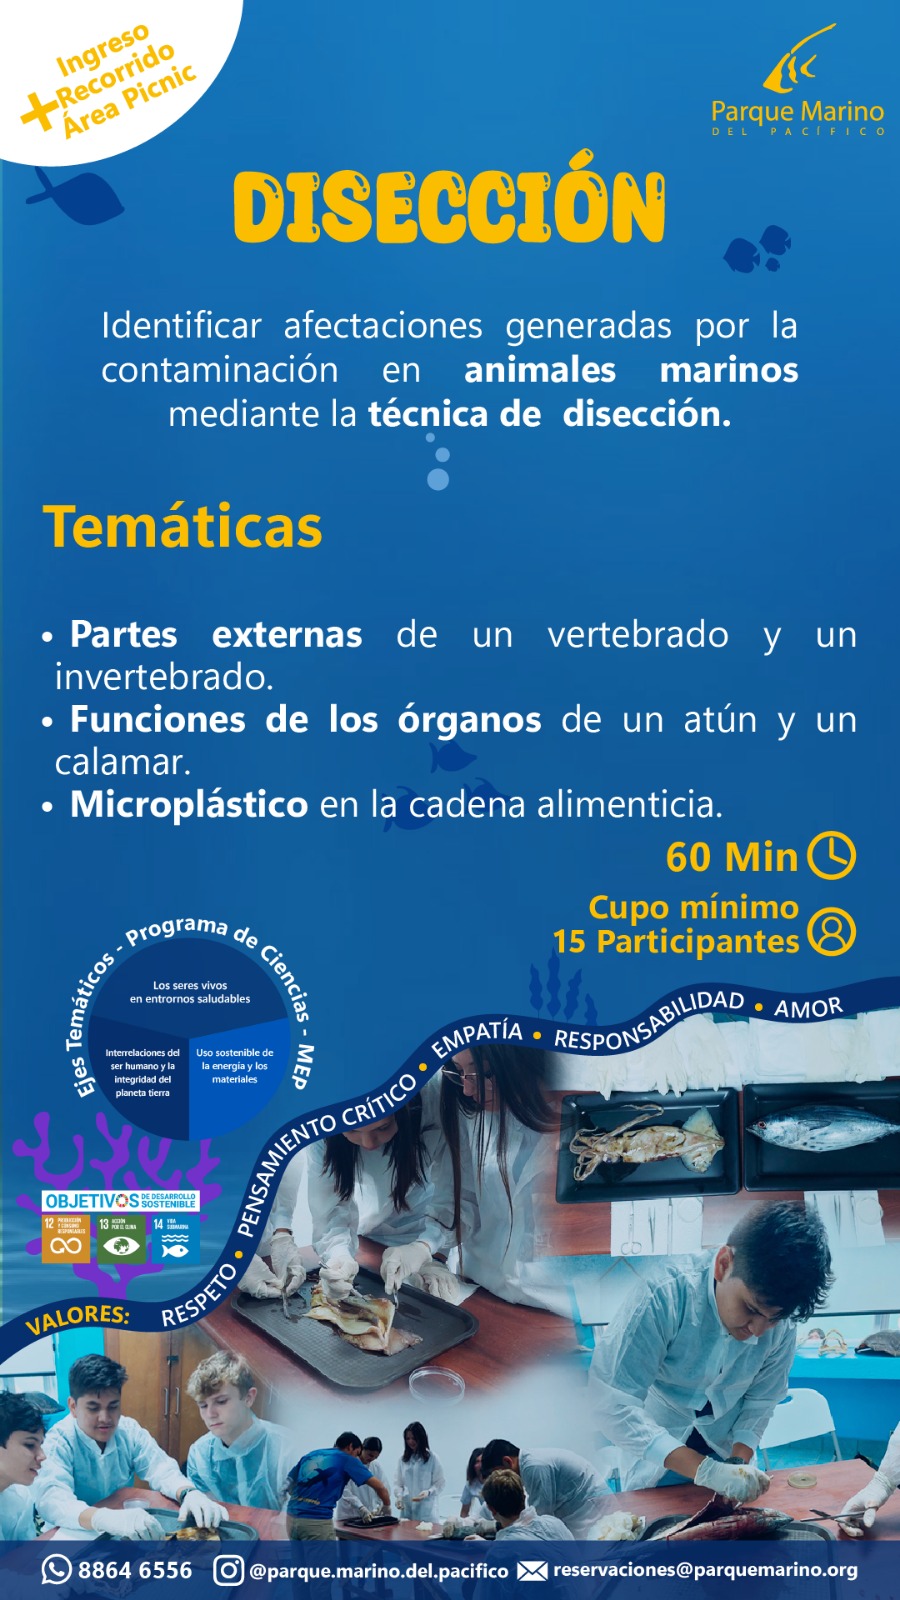 Ingreso
+Recorrido
Área Picnic
Parque Marino
DEL PACÍFICO
DISECCIÓN
Identificar afectaciones generadas por la
contaminación en animales marinos
mediante la técnica de disección.
Temáticas
• Partes externas de un vertebrado y un
invertebrado.
• Funciones de los órganos de un atún y un
calamar.
• Microplástico en la cadena alimenticia.
60 Min
Cupo mínimo
15 Participantes
Ejes Temáticos - Programa de Ciencias - MEP
Los seres vivos
en entrornos saludables
Interrelaciones del
ser humano y la
integridad del
planeta tierra
Uso sostenible de
la energía y los
materiales
OBJETIVOS DE DESARROLLO
SOSTENIBLE
12 PRODUCCIÓN
Y CONSUMO
RESPONSABLES
13 ACCIÓN
POR EL CLIMA
14 VIDA
SUBMARINA
VALORES: RESPETO • PENSAMIENTO CRÍTICO • EMPATÍA • RESPONSABILIDAD • AMOR
8864 6556 @parque.marino.del.pacifico reservaciones@parquemarino.org